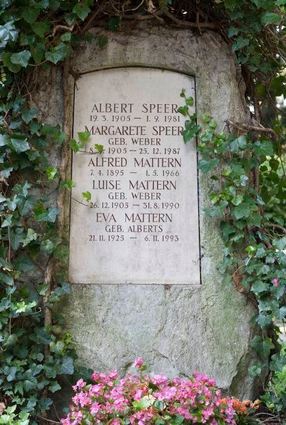 ALBERT SPEER
19.3.1905 - 1.9.1981
MARGARETE SPEER
GEB. WEBER
8.9.1905 - 25.12.1987
ALFRED MATTERN
7.4.1895 - 1.5.1966
LUISE MATTERN
GEB. WEBER
26.12.1903 - 31.8.1990
EVA MATTERN
GEB. ALBERTS
21.11.1925 - 6.11.1993